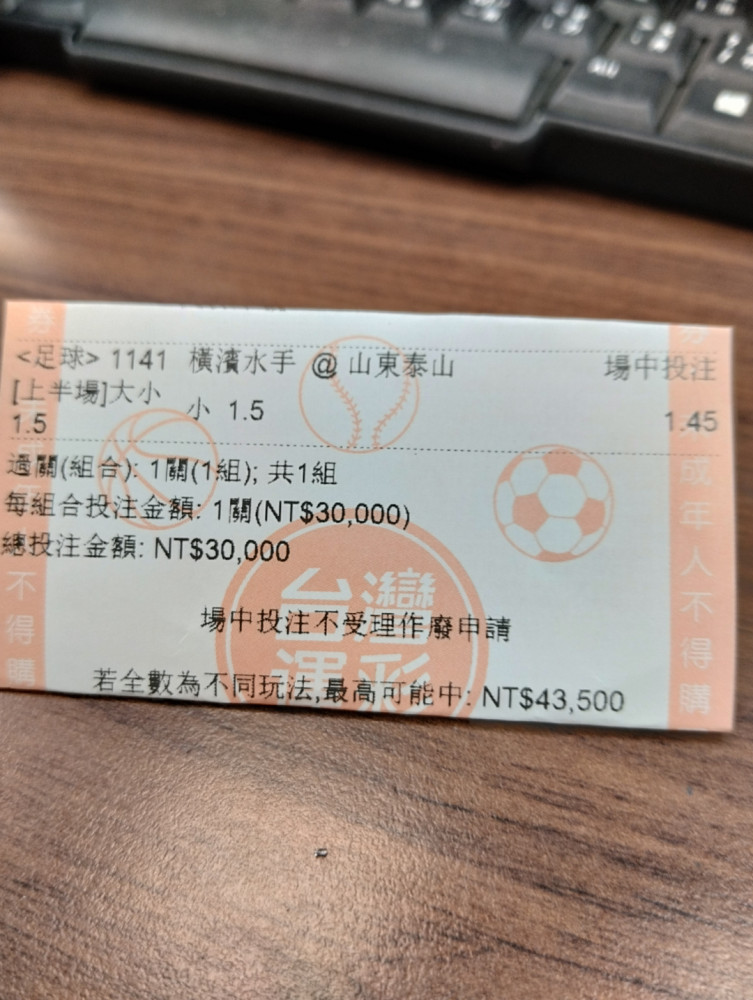 <足球> 1141 橫濱水手 @ 山東泰山 場中投注
[上半場]大小
1.5 小 1.5 1.45
過關(組合): 1關(1組); 共1組
每組合投注金額: 1關(NT$30,000)
總投注金額: NT$30,000
台灣
運彩
場中投注不受理作廢申請
若全數為不同玩法,最高可能中: NT$43,500
券
不得購
成年人不得購